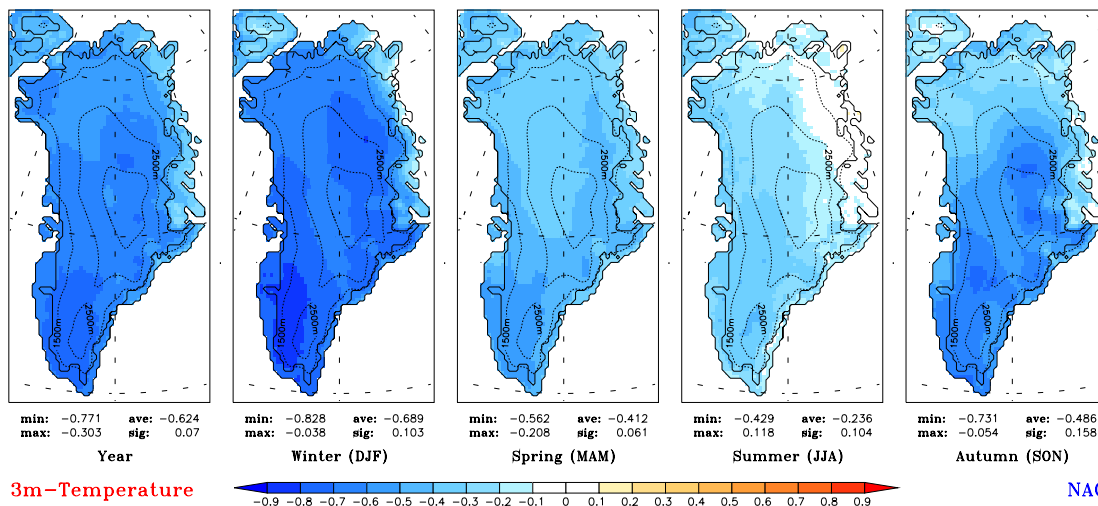 2500m 2500m 2500m 2500m 2500m
1500m 2500m 1500m 2500m 1500m 2500m 1500m 2500m 1500m 2500m
min: −0.771 ave: −0.624 min: −0.828 ave: −0.689 min: −0.562 ave: −0.412 min: −0.429 ave: −0.236 min: −0.731 ave: −0.486
max: −0.303 sig: 0.07 max: −0.038 sig: 0.103 max: −0.208 sig: 0.061 max: 0.118 sig: 0.104 max: −0.054 sig: 0.158
Year Winter (DJF) Spring (MAM) Summer (JJA) Autumn (SON)
3m−Temperature NAO
−0.9 −0.8 −0.7 −0.6 −0.5 −0.4 −0.3 −0.2 −0.1 0 0.1 0.2 0.3 0.4 0.5 0.6 0.7 0.8 0.9